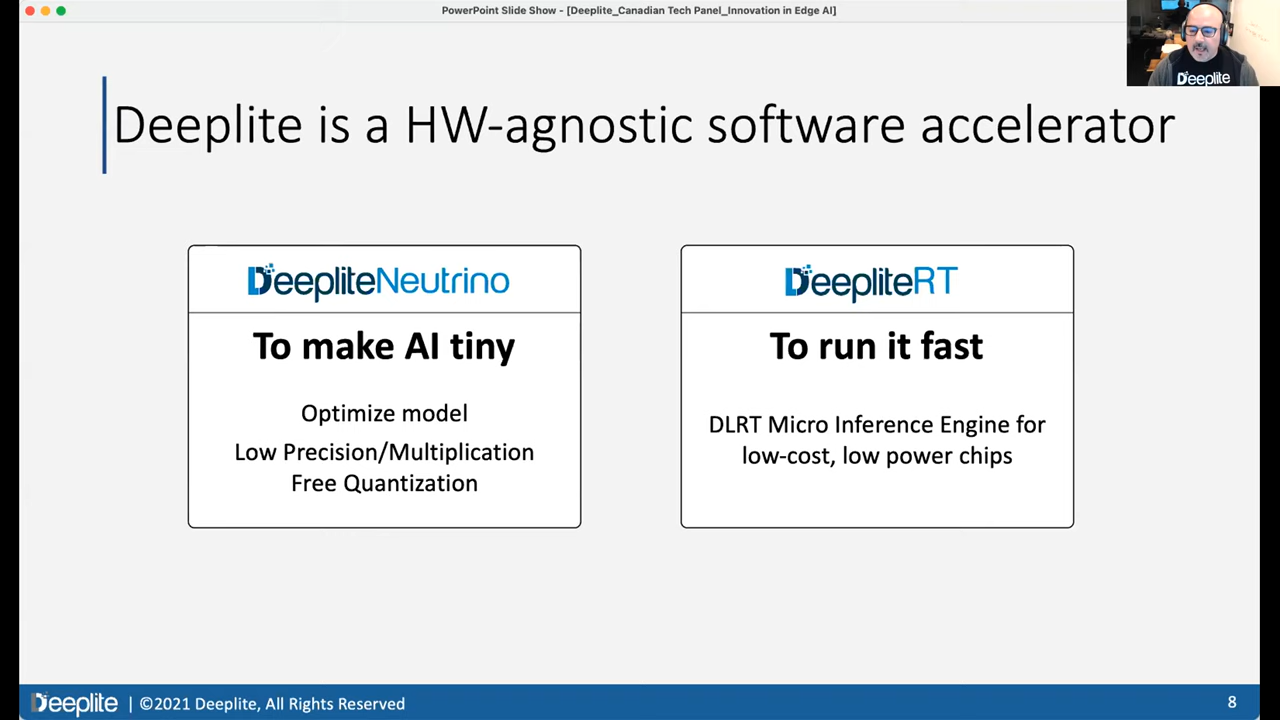 PowerPoint Slide Show - [Deeplite_Canadian Tech Panel_Innovation in Edge AI]
Deeplite
Deeplite is a HW-agnostic software accelerator
DeepliteNeutrino
To make AI tiny
Optimize model
Low Precision/Multiplication
Free Quantization
DeepliteRT
To run it fast
DLRT Micro Inference Engine for
low-cost, low power chips
Deeplite | ©2021 Deeplite, All Rights Reserved
8